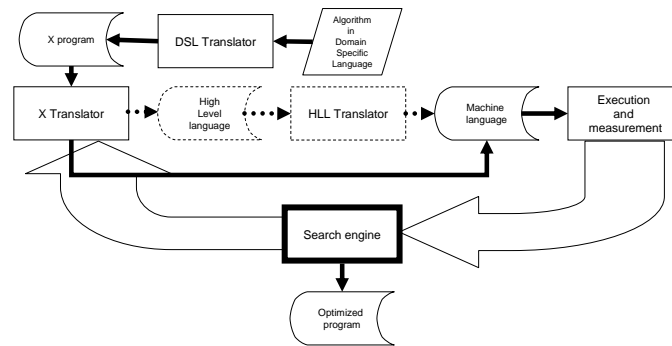 X program
DSL Translator
Algorithm
in
Domain
Specific
Language
X Translator
High
Level
language
HLL Translator
Machine
language
Execution
and
measurement
Search engine
Optimized
program